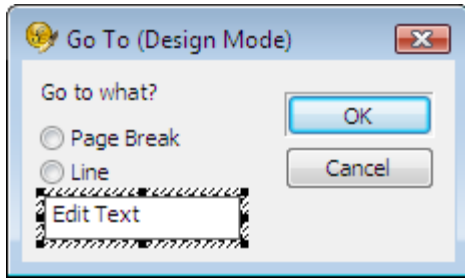 Go To (Design Mode)
Go to what?
Page Break
Line
Edit Text
OK
Cancel